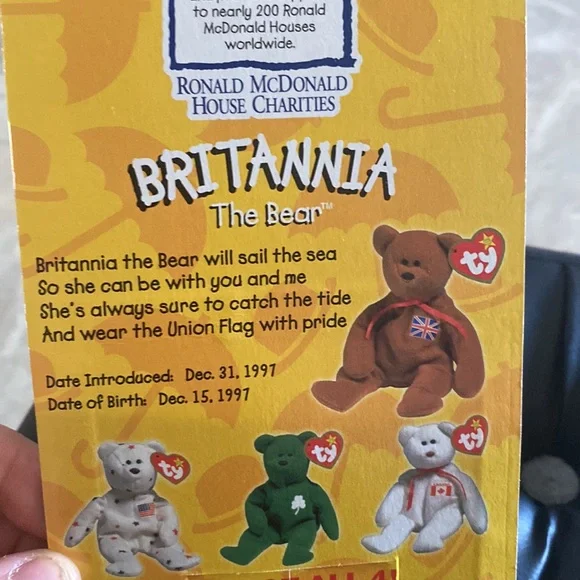 to nearly 200 Ronald
McDonald Houses
worldwide.
RONALD MCDONALD
HOUSE CHARITIES
BRITANNIA
The Bear™
Britannia the Bear will sail the sea
So she can be with you and me
She's always sure to catch the tide
And wear the Union Flag with pride
Date Introduced: Dec. 31, 1997
Date of Birth: Dec. 15, 1997
ty
ty
ty
ty
ALL 4!